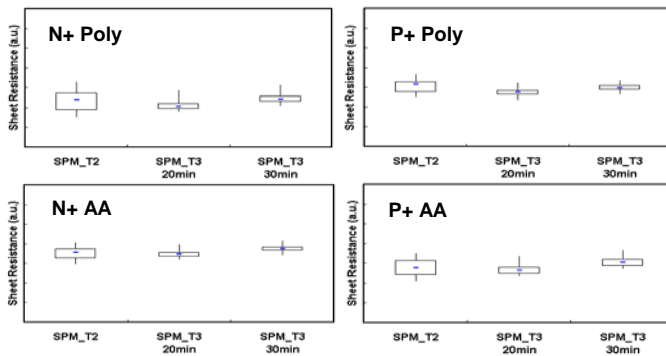 N+ Poly
Sheet Resistance (a.u.)
SPM_T2 SPM_T3 SPM_T3
20min 30min
P+ Poly
Sheet Resistance (a.u.)
SPM_T2 SPM_T3 SPM_T3
20min 30min
N+ AA
Sheet Resistance (a.u.)
SPM_T2 SPM_T3 SPM_T3
20min 30min
P+ AA
Sheet Resistance (a.u.)
SPM_T2 SPM_T3 SPM_T3
20min 30min